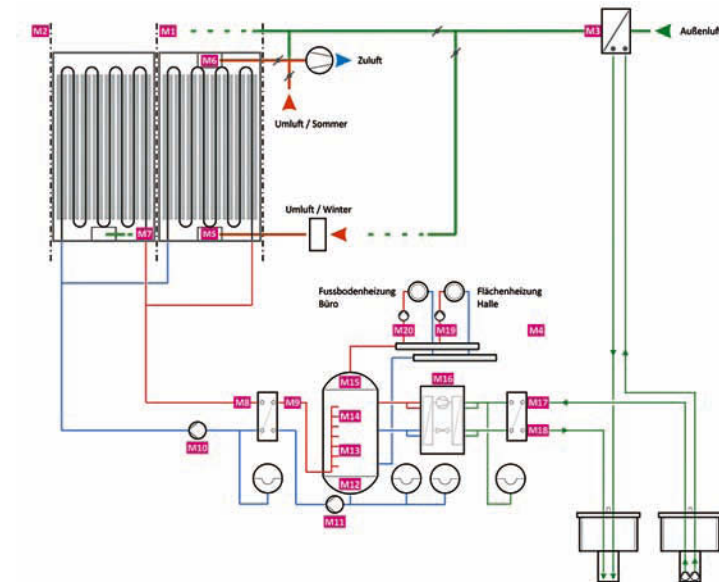 M2
M1
M3
Außenluft
M6
Zuluft
Umluft / Sommer
Umluft / Winter
M7
M5
Fussbodenheizung
Büro
Flächenheizung
Halle
M20
M19
M4
M15
M16
M8
M9
M14
M17
M18
M10
M13
M12
M11